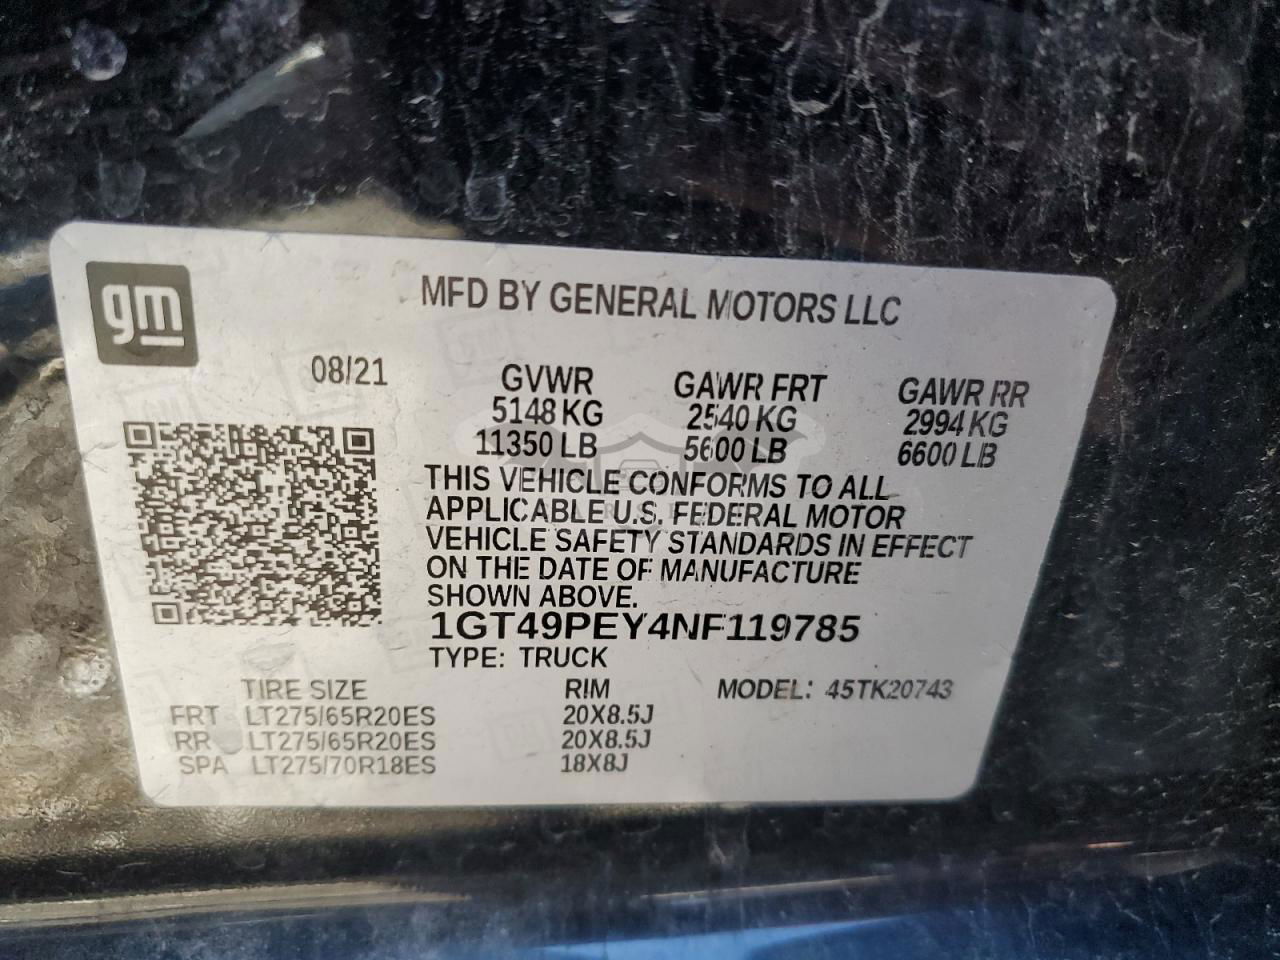 gm
MFD BY GENERAL MOTORS LLC
08/21
GVWR GAWR FRT GAWR RR
5148 KG 2540 KG 2994 KG
11350 LB 5600 LB 6600 LB
THIS VEHICLE CONFORMS TO ALL
APPLICABLE U.S. FEDERAL MOTOR
VEHICLE SAFETY STANDARDS IN EFFECT
ON THE DATE OF MANUFACTURE
SHOWN ABOVE.
1GT49PEY4NF119785
TYPE: TRUCK
TIRE SIZE RIM MODEL: 45TK20743
FRT LT275/65R20ES 20X8.5J
RR LT275/65R20ES 20X8.5J
SPA LT275/70R18ES 18X8J